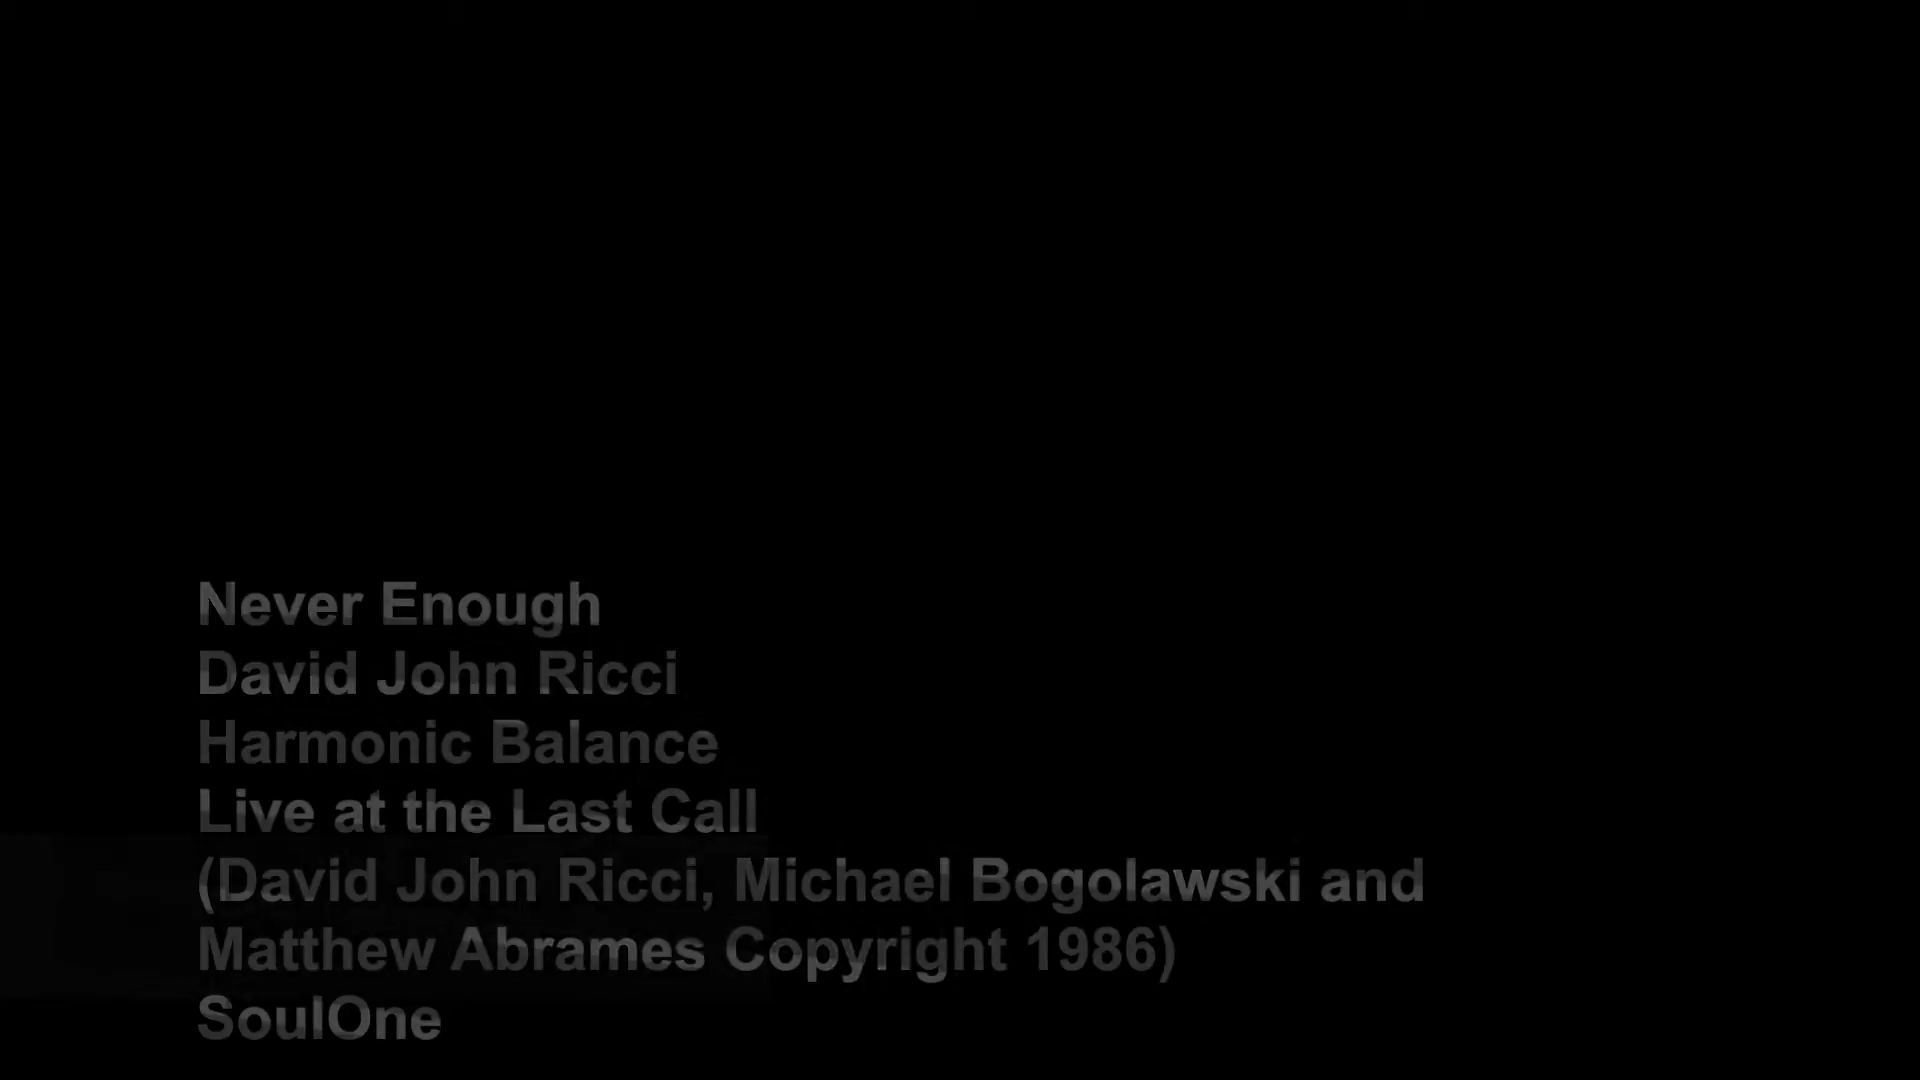 Never Enough
David John Ricci
Harmonic Balance
Live at the Last Call
(David John Ricci, Michael Bogolawski and
Matthew Abrames Copyright 1986)
SoulOne